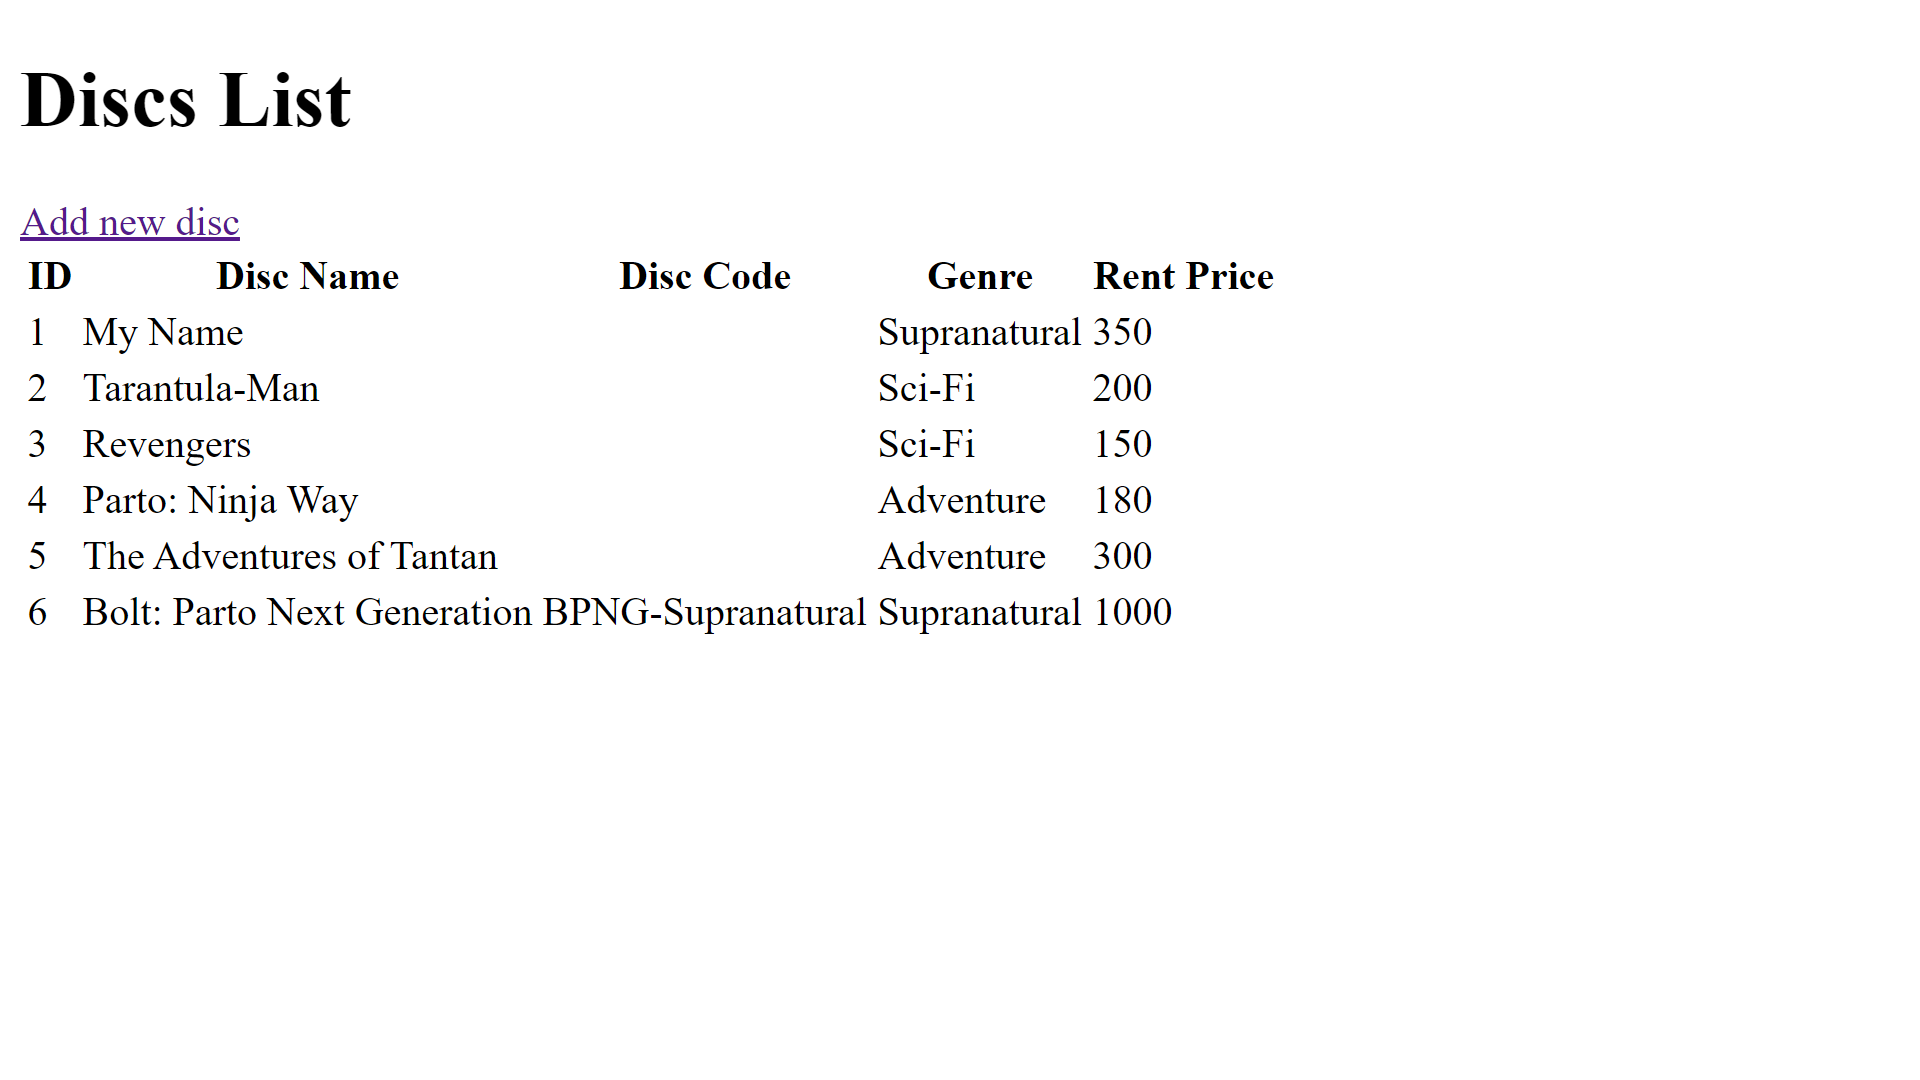 Discs List
Add new disc
ID Disc Name Disc Code Genre Rent Price
1 My Name Supranatural 350
2 Tarantula-Man Sci-Fi 200
3 Revengers Sci-Fi 150
4 Parto: Ninja Way Adventure 180
5 The Adventures of Tantan Adventure 300
6 Bolt: Parto Next Generation BPNG-Supranatural Supranatural 1000